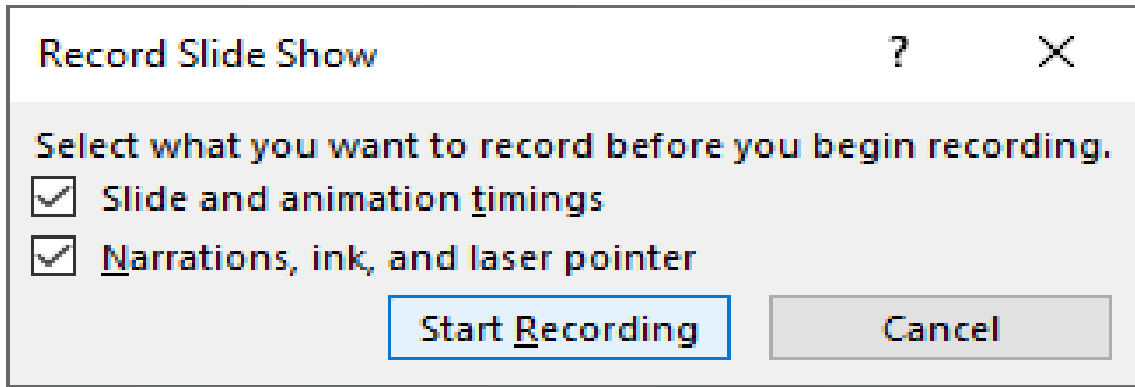 Record Slide Show ?
Select what you want to record before you begin recording.
Slide and animation timings
Narrations, ink, and laser pointer
Start Recording Cancel